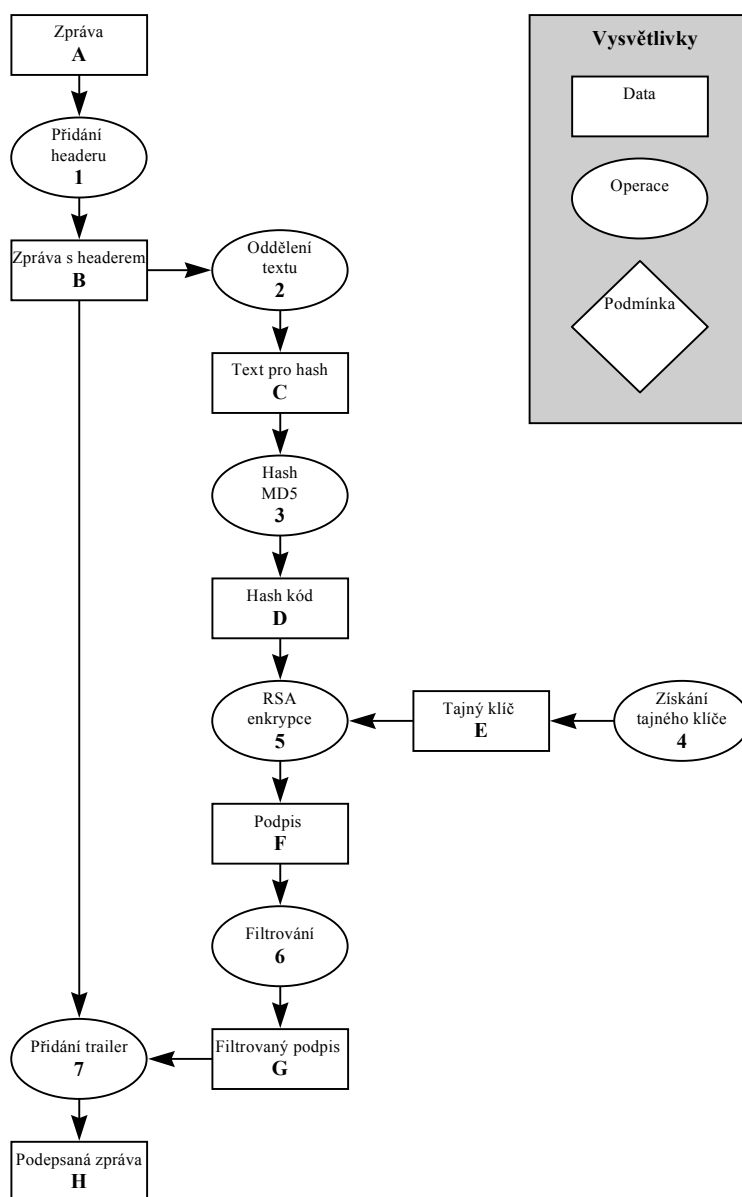 Zpráva
A
Přidání
headeru
1
Zpráva s headerem
B
Oddělení
textu
2
Text pro hash
C
Hash
MD5
3
Hash kód
D
RSA
enkrypce
5
Tajný klíč
E
Získání
tajného klíče
4
Podpis
F
Filtrování
6
Filtrovaný podpis
G
Přidání trailer
7
Podepsaná zpráva
H
Vysvětlivky
Data
Operace
Podmínka